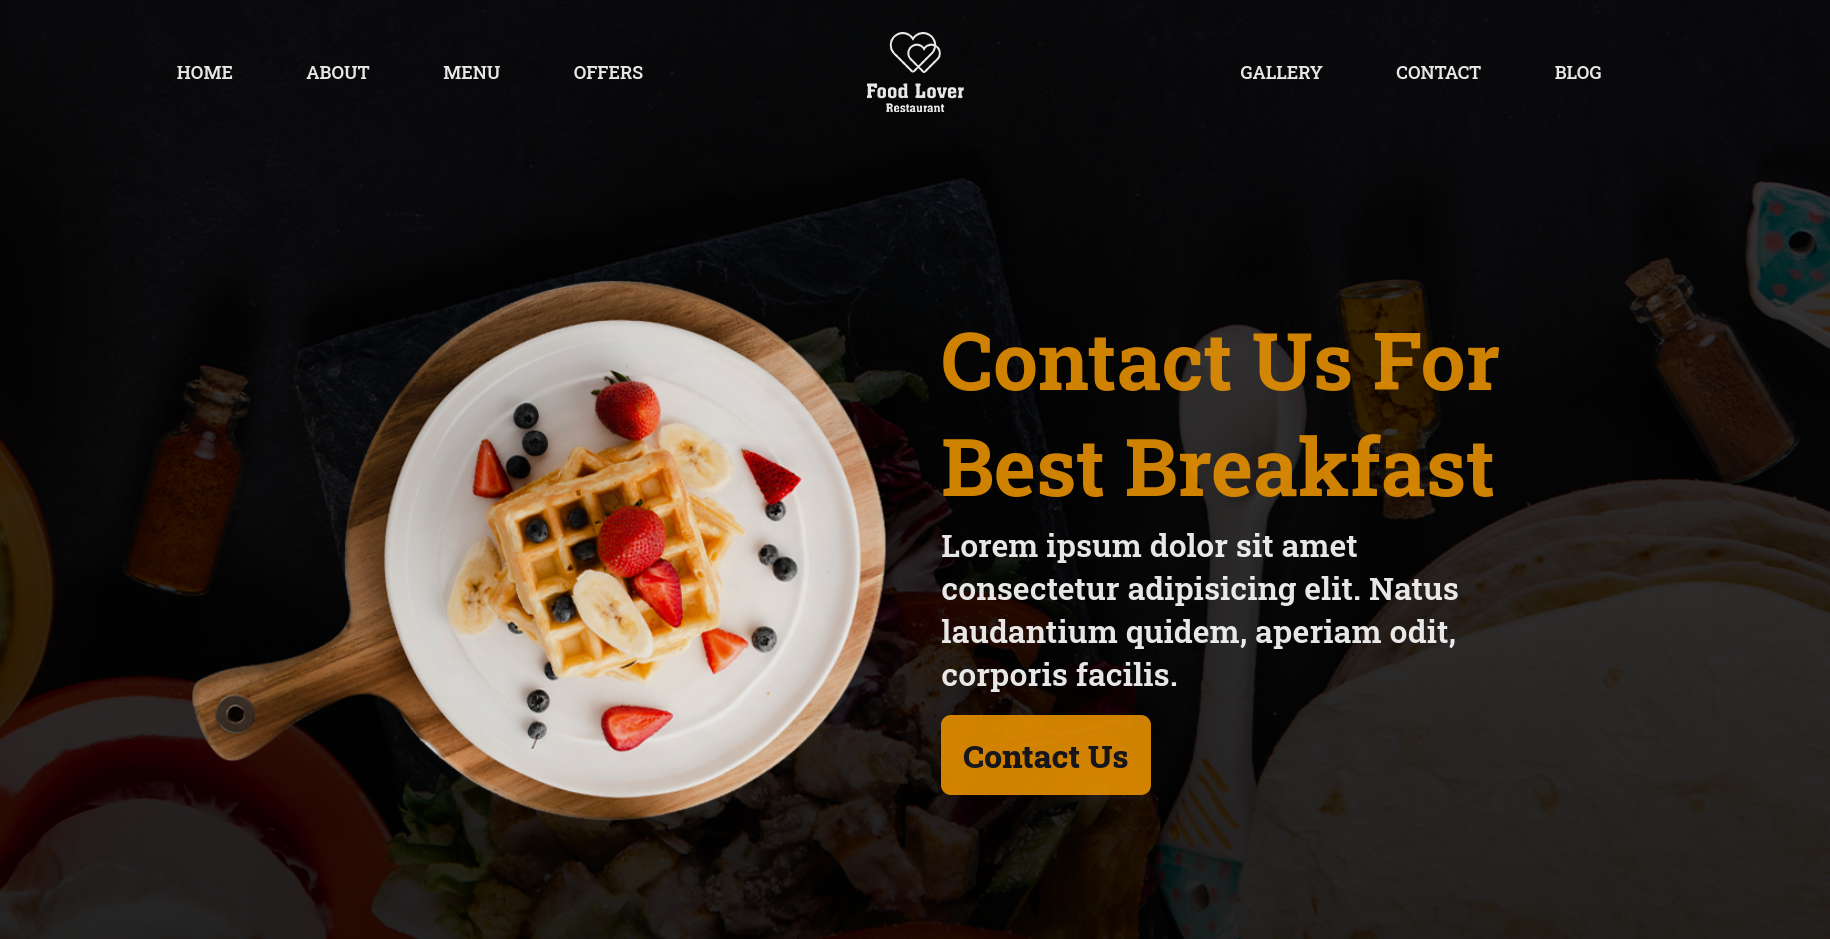 HOME
ABOUT
MENU
OFFERS
Food Lover
Restaurant
GALLERY
CONTACT
BLOG
Contact Us For
Best Breakfast
Lorem ipsum dolor sit amet
consectetur adipisicing elit. Natus
laudantium quidem, aperiam odit,
corporis facilis.
Contact Us